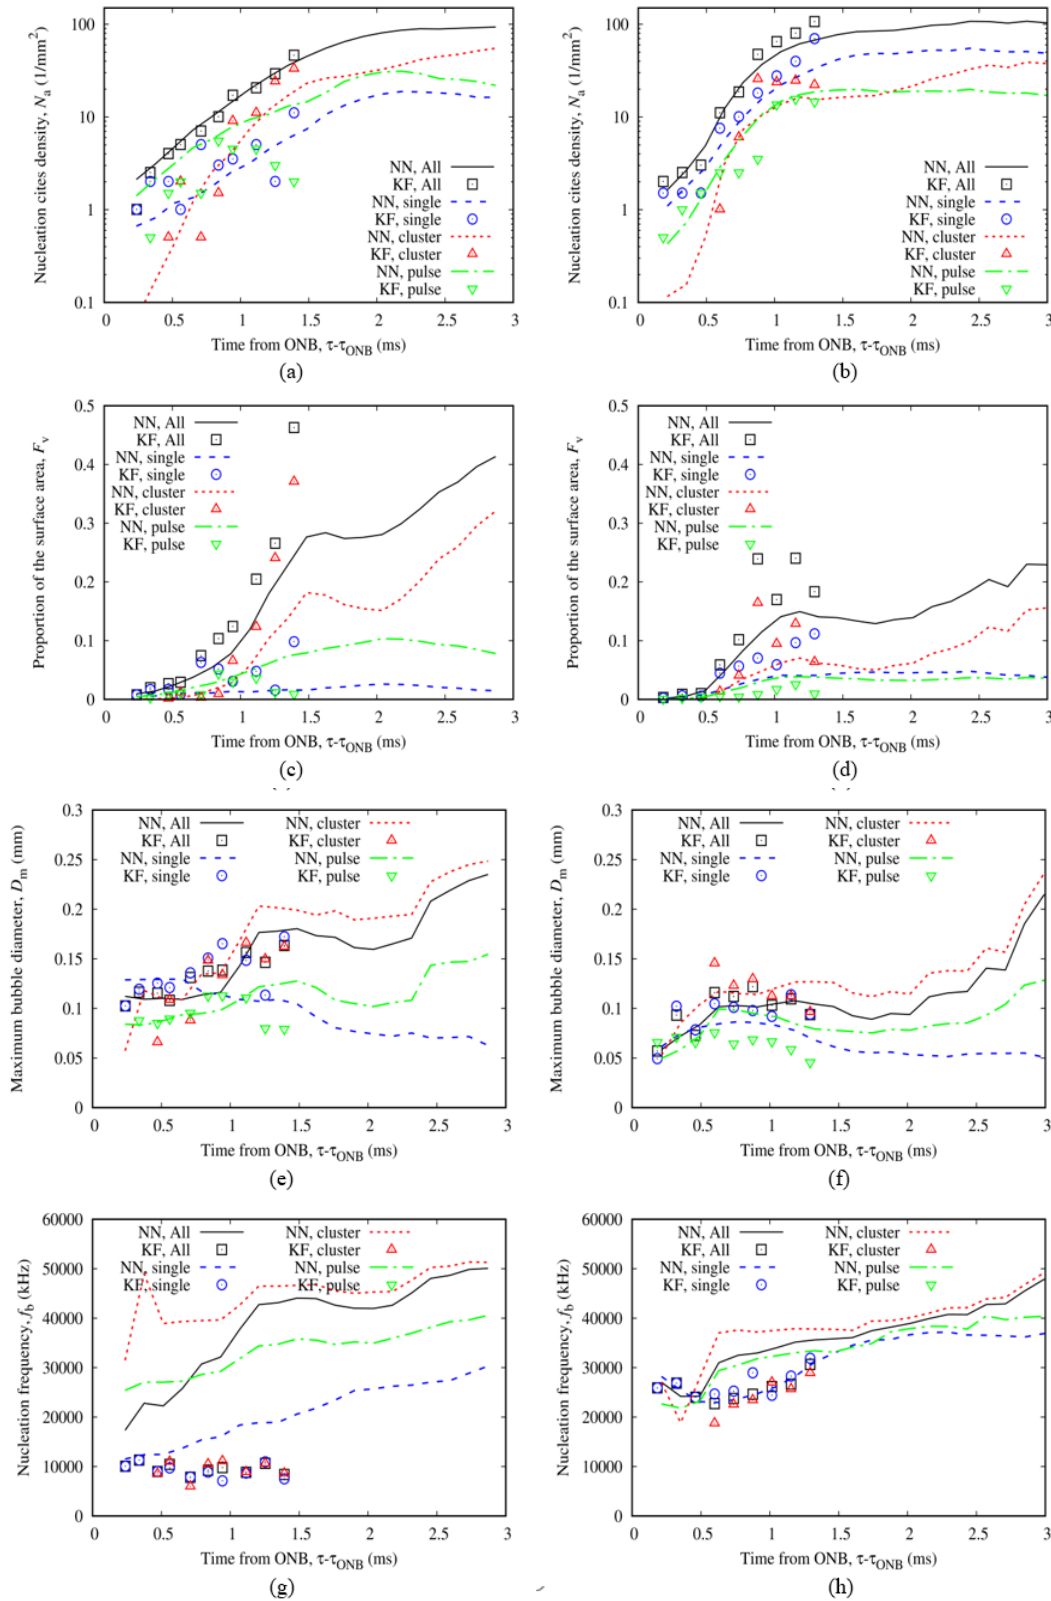 100
10
1
0.1
0
0.5
1
1.5
2
2.5
3
Nucleation cites density, Na (1/mm2)
NN, All
KF, All
NN, single
KF, single
NN, cluster
KF, cluster
NN, pulse
KF, pulse
Time from ONB, τ-τONB (ms)
(a)
100
10
1
0.1
0
0.5
1
1.5
2
2.5
3
Nucleation cites density, Na (1/mm2)
NN, All
KF, All
NN, single
KF, single
NN, cluster
KF, cluster
NN, pulse
KF, pulse
Time from ONB, τ-τONB (ms)
(b)
0.5
0.4
0.3
0.2
0.1
0
0
0.5
1
1.5
2
2.5
3
Proportion of the surface area, Fv
NN, All
KF, All
NN, single
KF, single
NN, cluster
KF, cluster
NN, pulse
KF, pulse
Time from ONB, τ-τONB (ms)
(c)
0.5
0.4
0.3
0.2
0.1
0
0
0.5
1
1.5
2
2.5
3
Proportion of the surface area, Fv
NN, All
KF, All
NN, single
KF, single
NN, cluster
KF, cluster
NN, pulse
KF, pulse
Time from ONB, τ-τONB (ms)
(d)
0.3
0.25
0.2
0.15
0.1
0.05
0
0
0.5
1
1.5
2
2.5
3
Maximum bubble diameter, Dm (mm)
NN, All
KF, All
NN, single
KF, single
NN, cluster
KF, cluster
NN, pulse
KF, pulse
Time from ONB, τ-τONB (ms)
(e)
0.3
0.25
0.2
0.15
0.1
0.05
0
0
0.5
1
1.5
2
2.5
3
Maximum bubble diameter, Dm (mm)
NN, All
KF, All
NN, single
KF, single
NN, cluster
KF, cluster
NN, pulse
KF, pulse
Time from ONB, τ-τONB (ms)
(f)
60000
50000
40000
30000
20000
10000
0
0
0.5
1
1.5
2
2.5
3
Nucleation frequency, fb (kHz)
NN, All
KF, All
NN, single
KF, single
NN, cluster
KF, cluster
NN, pulse
KF, pulse
Time from ONB, τ-τONB (ms)
(g)
60000
50000
40000
30000
20000
10000
0
0
0.5
1
1.5
2
2.5
3
Nucleation frequency, fb (kHz)
NN, All
KF, All
NN, single
KF, single
NN, cluster
KF, cluster
NN, pulse
KF, pulse
Time from ONB, τ-τONB (ms)
(h)